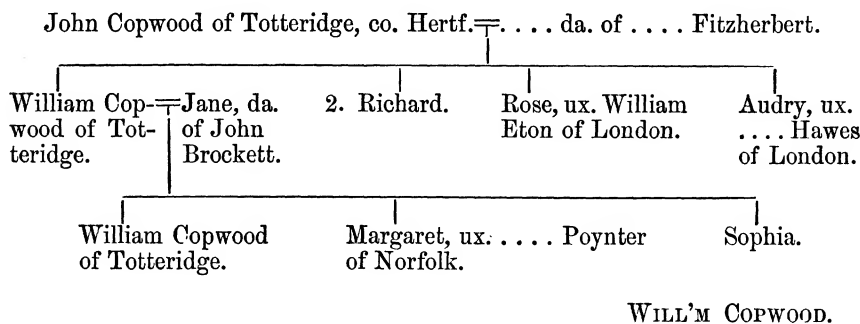 John Copwood of Totteridge, co. Hertf.=. . . . da. of . . . . Fitzherbert.
William Cop-=Jane, da. 2. Richard. Rose, ux. William Audry, ux.
wood of Tot- of John Eton of London. . . . . Hawes
teridge. Brockett. of London.
William Copwood Margaret, ux. . . . . Poynter Sophia.
of Totteridge. of Norfolk.
WILL'M COPWOOD.